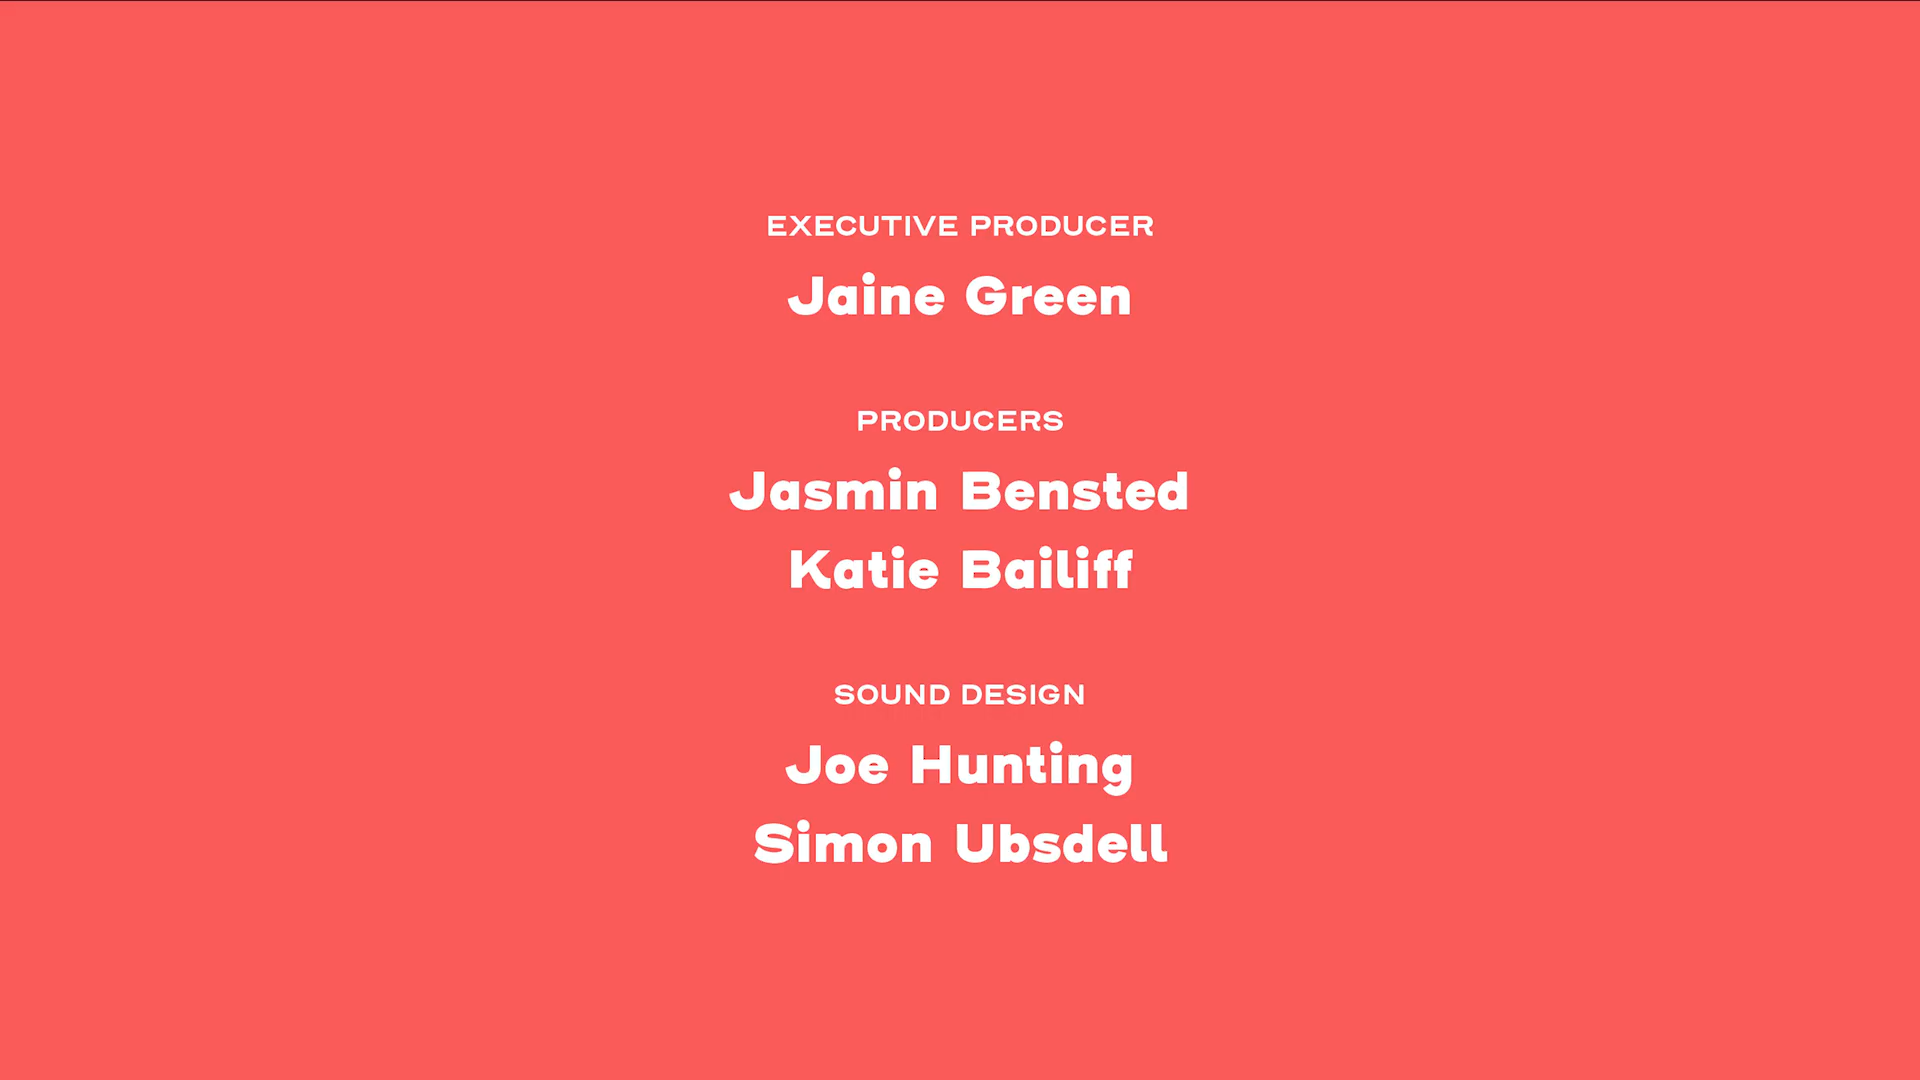 EXECUTIVE PRODUCER
Jaine Green
PRODUCERS
Jasmin Bensted
Katie Bailiff
SOUND DESIGN
Joe Hunting
Simon Ubsdell